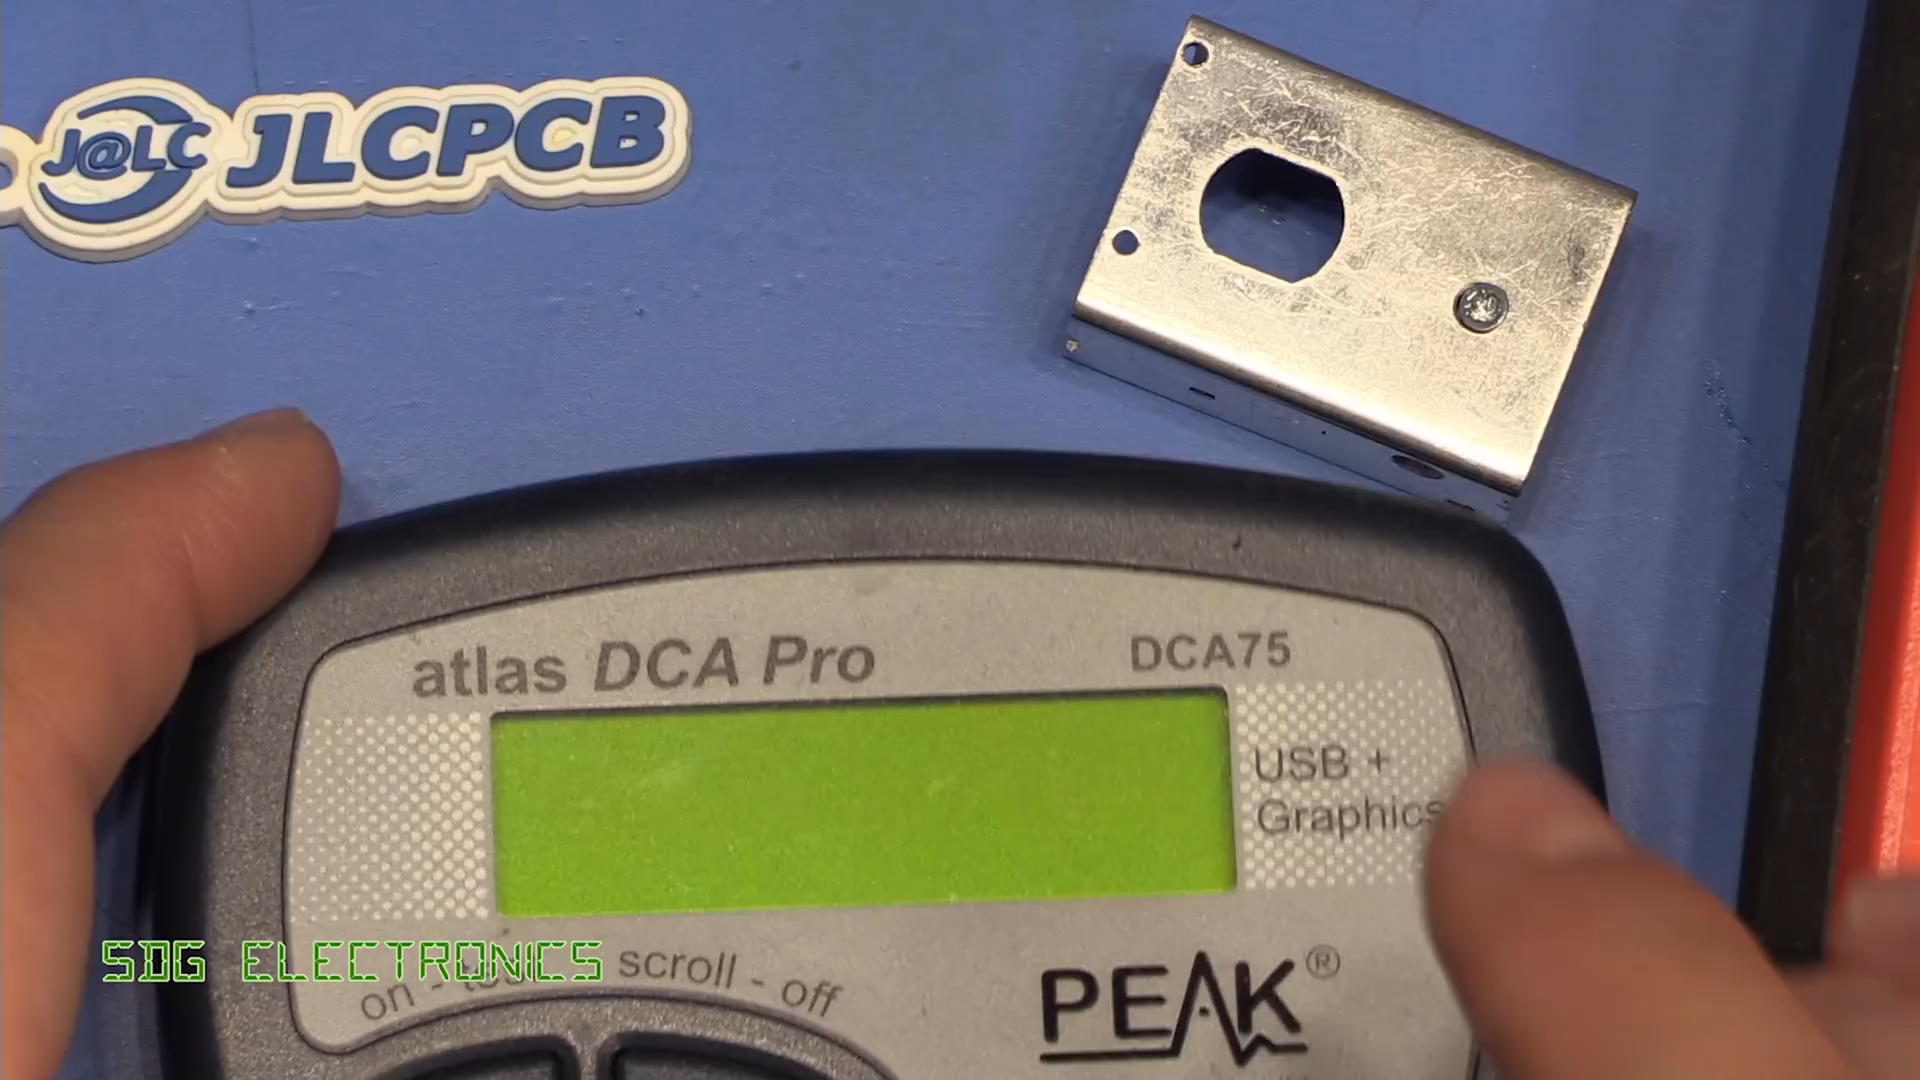 J@LC JLCPCB
atlas DCA Pro
DCA75
USB +
Graphics
SDG ELECTRONICS
on -
scroll - off
PEAK®